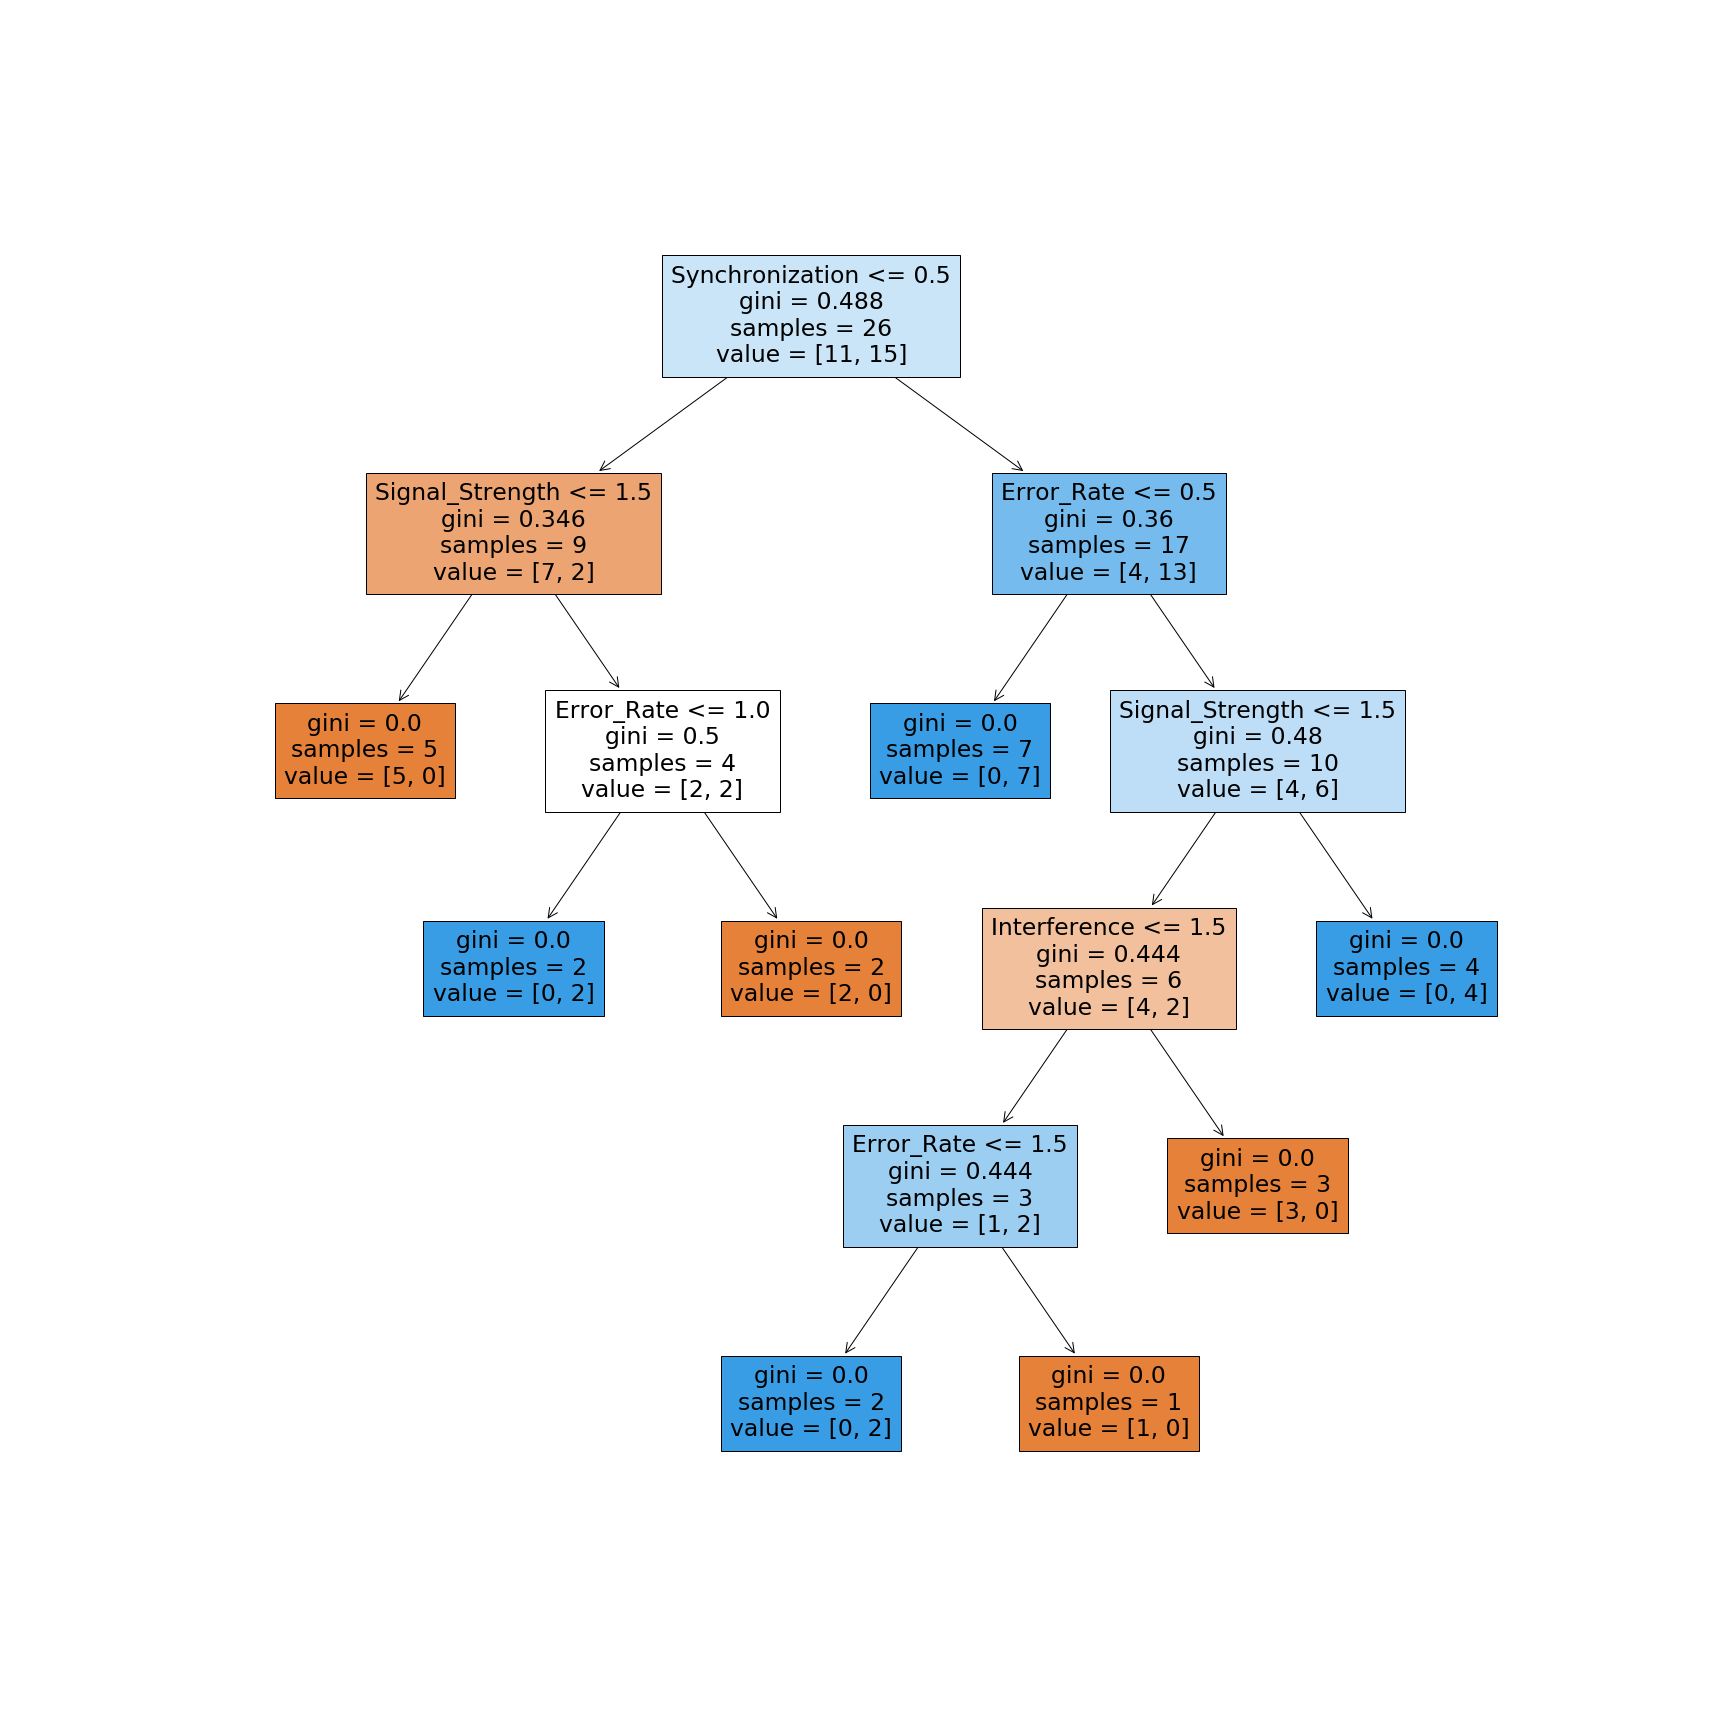 Synchronization <= 0.5
gini = 0.488
samples = 26
value = [11, 15]
Signal_Strength <= 1.5
gini = 0.346
samples = 9
value = [7, 2]
Error_Rate <= 0.5
gini = 0.36
samples = 17
value = [4, 13]
gini = 0.0
samples = 5
value = [5, 0]
Error_Rate <= 1.0
gini = 0.5
samples = 4
value = [2, 2]
gini = 0.0
samples = 7
value = [0, 7]
Signal_Strength <= 1.5
gini = 0.48
samples = 10
value = [4, 6]
gini = 0.0
samples = 2
value = [0, 2]
gini = 0.0
samples = 2
value = [2, 0]
Interference <= 1.5
gini = 0.444
samples = 6
value = [4, 2]
gini = 0.0
samples = 4
value = [0, 4]
Error_Rate <= 1.5
gini = 0.444
samples = 3
value = [1, 2]
gini = 0.0
samples = 3
value = [3, 0]
gini = 0.0
samples = 2
value = [0, 2]
gini = 0.0
samples = 1
value = [1, 0]